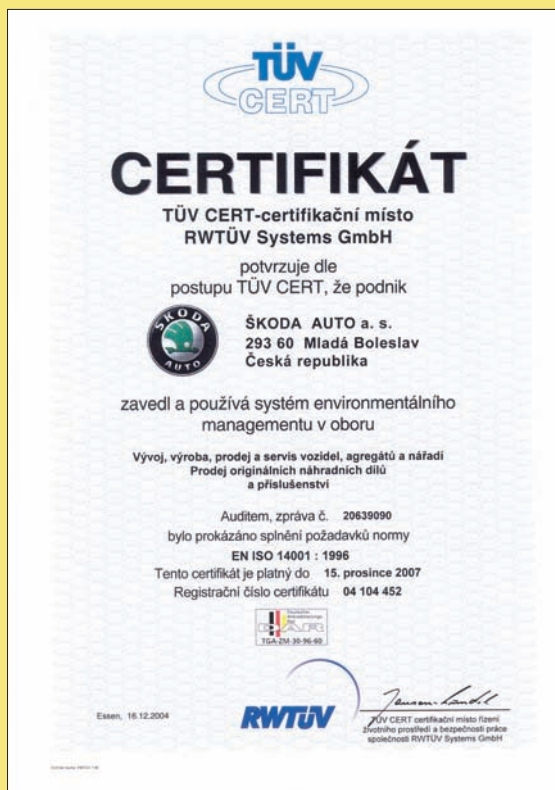 TÜV
CERT
CERTIFIKÁT
TÜV CERT-certifikační místo
RWTÜV Systems GmbH
potvrzuje dle
postupu TÜV CERT, že podnik
ŠKODA
AUTO
ŠKODA AUTO a. s.
293 60 Mladá Boleslav
Česká republika
zavedl a používá systém environmentálního
managementu v oboru
Vývoj, výroba, prodej a servis vozidel, agregátů a nářadí
Prodej originálních náhradních dílů
a příslušenství
Auditem, zpráva č. 20639090
bylo prokázáno splnění požadavků normy
EN ISO 14001 : 1996
Tento certifikát je platný do 15. prosince 2007
Registrační číslo certifikátu 04 104 452
DAR
TGA-ZM-30-96-60
Essen, 16.12.2004
RWTÜV
TÜV CERT certifikační místo řízení
životního prostředí a bezpečnosti práce
společnosti RWTÜV Systems GmbH